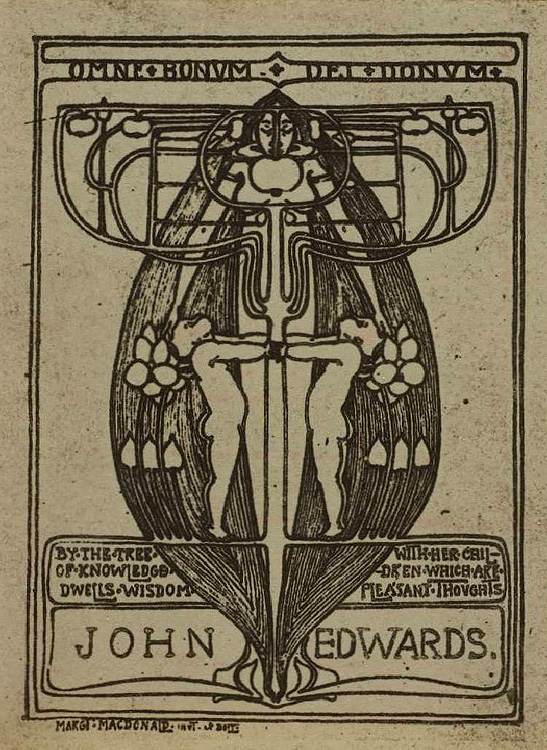 OMNE • BONVM • DEI • DONVM •
BY • THE • TREE •
OF • KNOWLEDGE
DWELLS • WISDOM
WITH • HER • CHIL-
DREN • WHICH • ARE •
PLEASANT • THOUGHTS
JOHN EDWARDS.
MARGT • MACDONALD •